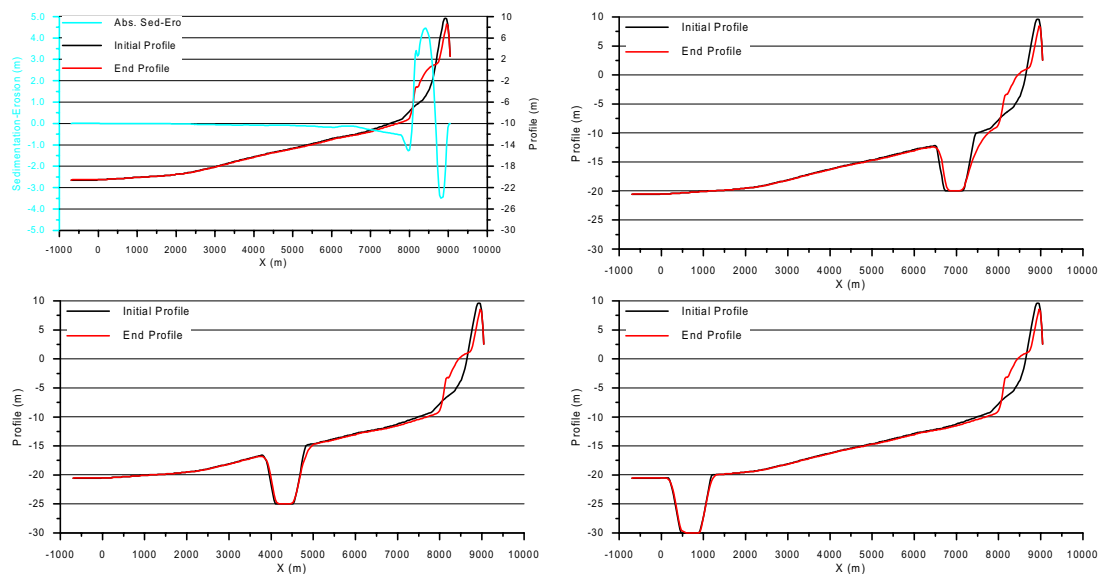 5.0
4.0
3.0
2.0
1.0
0.0
-1.0
-2.0
-3.0
-4.0
-5.0
Sedimentation-Erosion (m)
Abs. Sed-Ero
Initial Profile
End Profile
10
6
2
-2
-6
-10
-14
-18
-22
-26
-30
Profile (m)
-1000 0 1000 2000 3000 4000 5000 6000 7000 8000 9000 10000
X (m)
10
5
0
-5
-10
-15
-20
-25
-30
Profile (m)
Initial Profile
End Profile
-1000 0 1000 2000 3000 4000 5000 6000 7000 8000 9000 10000
X (m)
10
5
0
-5
-10
-15
-20
-25
-30
Profile (m)
Initial Profile
End Profile
-1000 0 1000 2000 3000 4000 5000 6000 7000 8000 9000 10000
X (m)
10
5
0
-5
-10
-15
-20
-25
-30
Profile (m)
Initial Profile
End Profile
-1000 0 1000 2000 3000 4000 5000 6000 7000 8000 9000 10000
X (m)